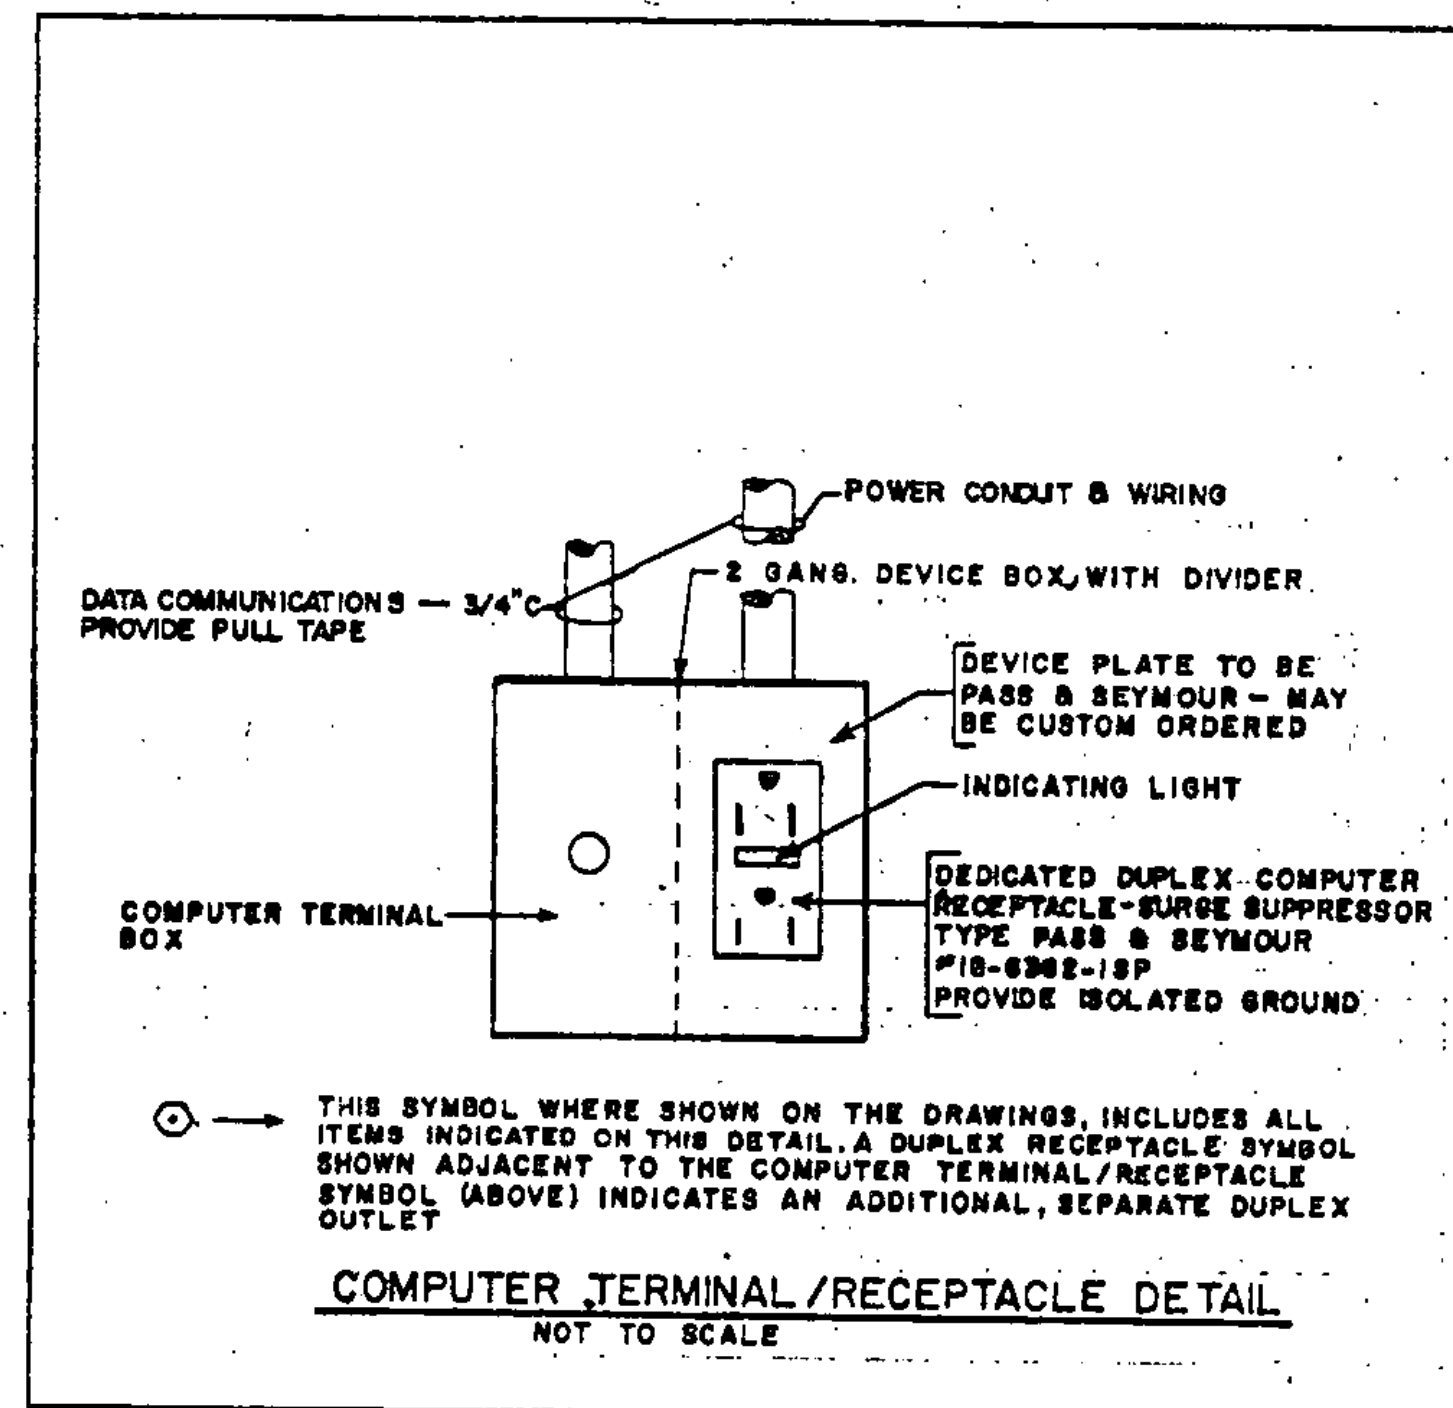 POWER CONDUIT & WIRING
2 GANG. DEVICE BOX, WITH DIVIDER
DATA COMMUNICATIONS — 3/4"C
PROVIDE PULL TAPE
DEVICE PLATE TO BE
PASS & SEYMOUR — MAY
BE CUSTOM ORDERED
INDICATING LIGHT
DEDICATED DUPLEX COMPUTER
RECEPTACLE-SURGE SUPPRESSOR
TYPE PASS & SEYMOUR
PROVIDE ISOLATED GROUND
COMPUTER TERMINAL
BOX
THIS SYMBOL WHERE SHOWN ON THE DRAWINGS, INCLUDES ALL
ITEMS INDICATED ON THIS DETAIL. A DUPLEX RECEPTACLE SYMBOL
SHOWN ADJACENT TO THE COMPUTER TERMINAL/RECEPTACLE
SYMBOL (ABOVE) INDICATES AN ADDITIONAL, SEPARATE DUPLEX
OUTLET
COMPUTER TERMINAL/RECEPTACLE DETAIL
NOT TO SCALE